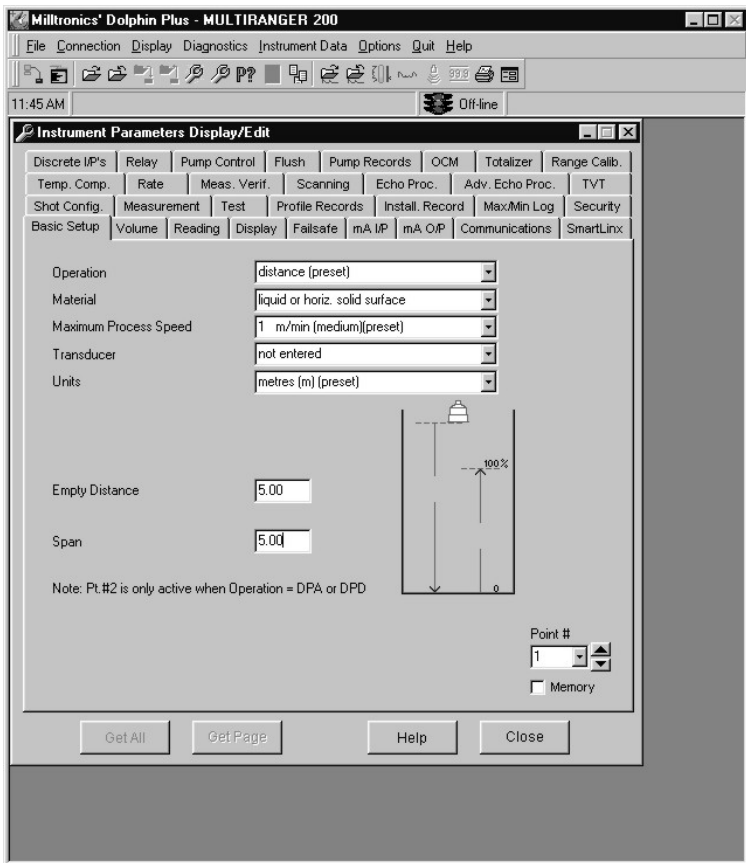 Milltronics' Dolphin Plus - MULTIRANGER 200
File Connection Display Diagnostics Instrument Data Options Quit Help
P?
99.9
11:45 AM Off-line
Instrument Parameters Display/Edit
Discrete I/P's Relay Pump Control Flush Pump Records OCM Totalizer Range Calib.
Temp. Comp. Rate Meas. Verif. Scanning Echo Proc. Adv. Echo Proc. TVT
Shot Config. Measurement Test Profile Records Install. Record Max/Min Log Security
Basic Setup Volume Reading Display Failsafe mA I/P mA O/P Communications SmartLinx
Operation distance (preset)
Material liquid or horiz. solid surface
Maximum Process Speed 1 m/min (medium)(preset)
Transducer not entered
Units metres (m) (preset)
100%
Empty Distance 5.00
Span 5.00
Note: Pt.#2 is only active when Operation = DPA or DPD
0
Point #
1
Memory
Get All Get Page Help Close